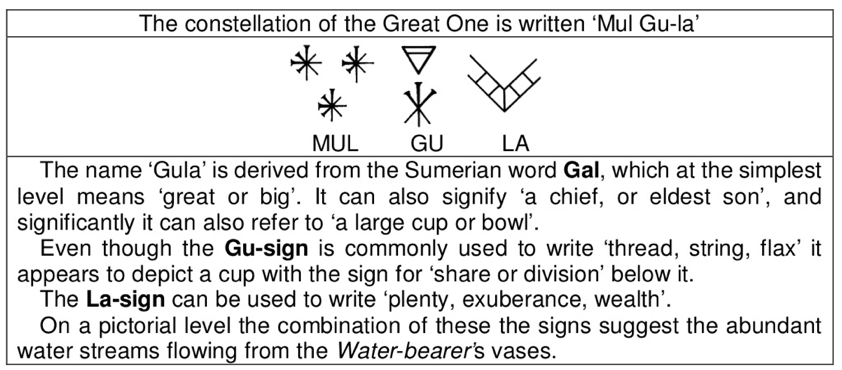 The constellation of the Great One is written ‘Mul Gu-la’
MUL GU LA
The name ‘Gula’ is derived from the Sumerian word Gal, which at the simplest
level means ‘great or big’. It can also signify ‘a chief, or eldest son’, and
significantly it can also refer to ‘a large cup or bowl’.
Even though the Gu-sign is commonly used to write ‘thread, string, flax’ it
appears to depict a cup with the sign for ‘share or division’ below it.
The La-sign can be used to write ‘plenty, exuberance, wealth’.
On a pictorial level the combination of these the signs suggest the abundant
water streams flowing from the Water-bearer’s vases.